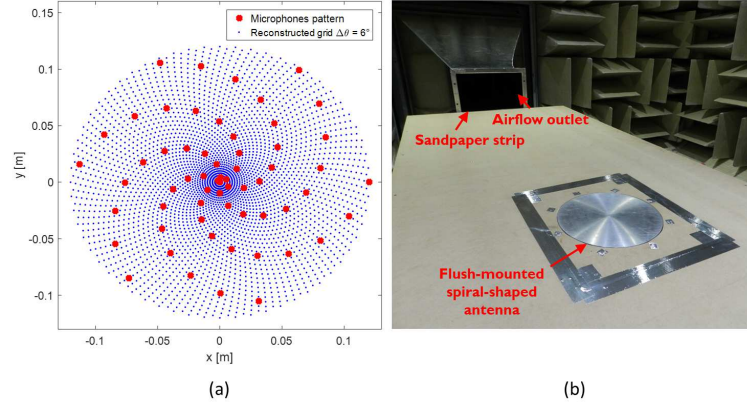 Microphones pattern
Reconstructed grid Δθ = 6°
0.15
0.1
0.05
0
-0.05
-0.1
y [m]
-0.1
-0.05
0
0.05
0.1
x [m]
(a)
Airflow outlet
Sandpaper strip
Flush-mounted
spiral-shaped
antenna
(b)